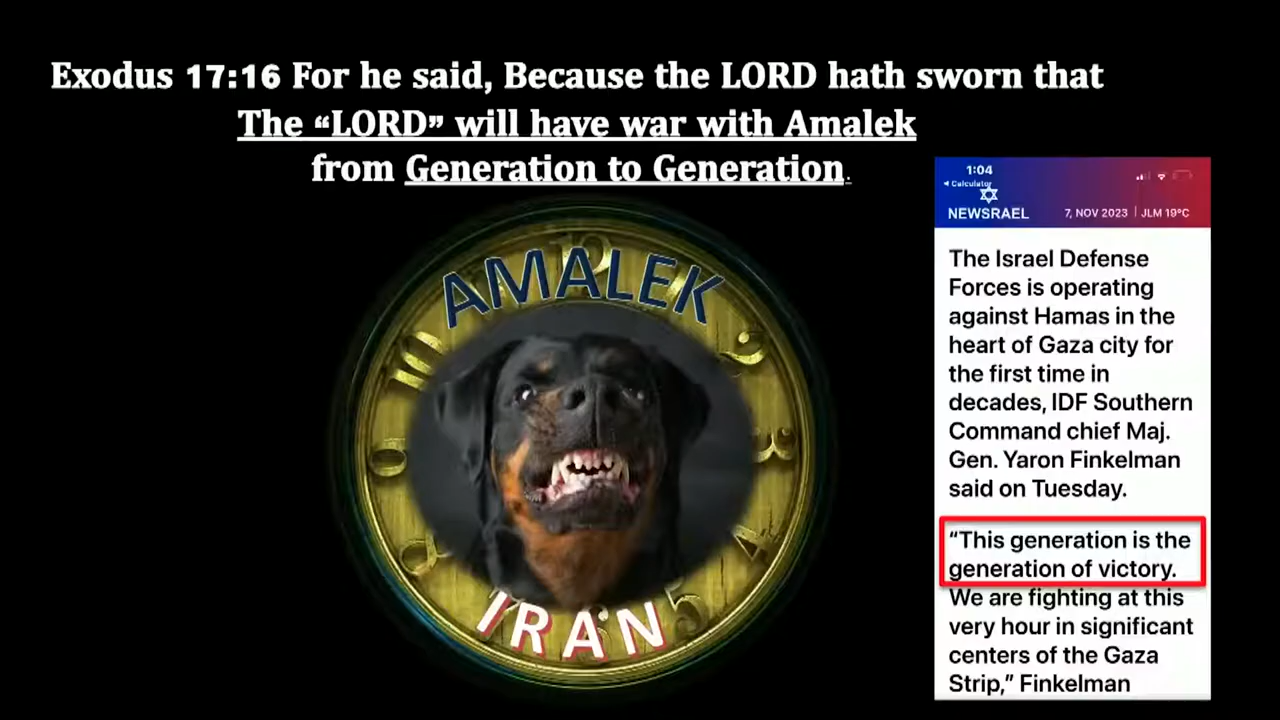 Exodus 17:16 For he said, Because the LORD hath sworn that
The “LORD” will have war with Amalek
from Generation to Generation.
AMALEK
IRAN
1:04
◂ Calculator
NEWSRAEL
7, NOV 2023 | JLM 19°C
The Israel Defense
Forces is operating
against Hamas in the
heart of Gaza city for
the first time in
decades, IDF Southern
Command chief Maj.
Gen. Yaron Finkelman
said on Tuesday.
“This generation is the
generation of victory.
We are fighting at this
very hour in significant
centers of the Gaza
Strip,” Finkelman